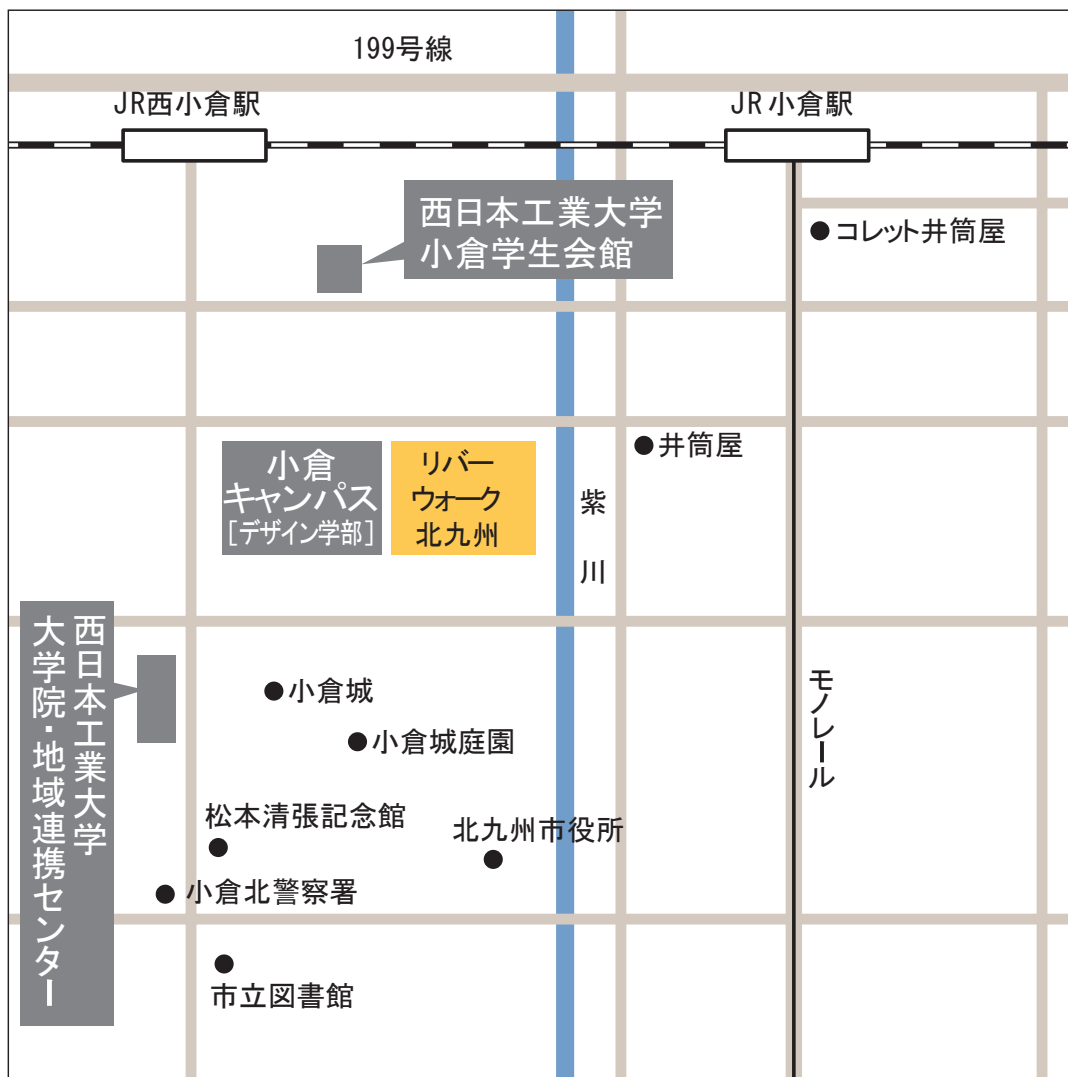 199号線
JR西小倉駅
JR小倉駅
西日本工業大学
小倉学生会館
コレット井筒屋
井筒屋
小倉
キャンパス
[デザイン学部]
リバー
ウォーク
北九州
紫川
西日本工業大学
大学院・地域連携センター
小倉城
小倉城庭園
モノレール
松本清張記念館
北九州市役所
小倉北警察署
市立図書館